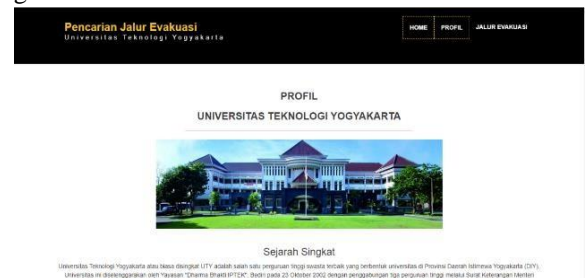 Pencarian Jalur Evakuasi
Universitas Teknologi Yogyakarta
HOME PROFIL JALUR EVAKUASI
PROFIL
UNIVERSITAS TEKNOLOGI YOGYAKARTA
Sejarah Singkat
Universitas Teknologi Yogyakarta atau biasa disingkat UTY adalah salah satu perguruan tinggi swasta terbaik yang berbentuk universitas di Provinsi Daerah Istimewa Yogyakarta (DIY).
Universitas ini diselenggarakan oleh Yayasan "Dharma Bhakti IPTEK". Berdiri pada 23 Oktober 2002 dengan penggabungan tiga perguruan tinggi melalui Surat Keterangan Menteri